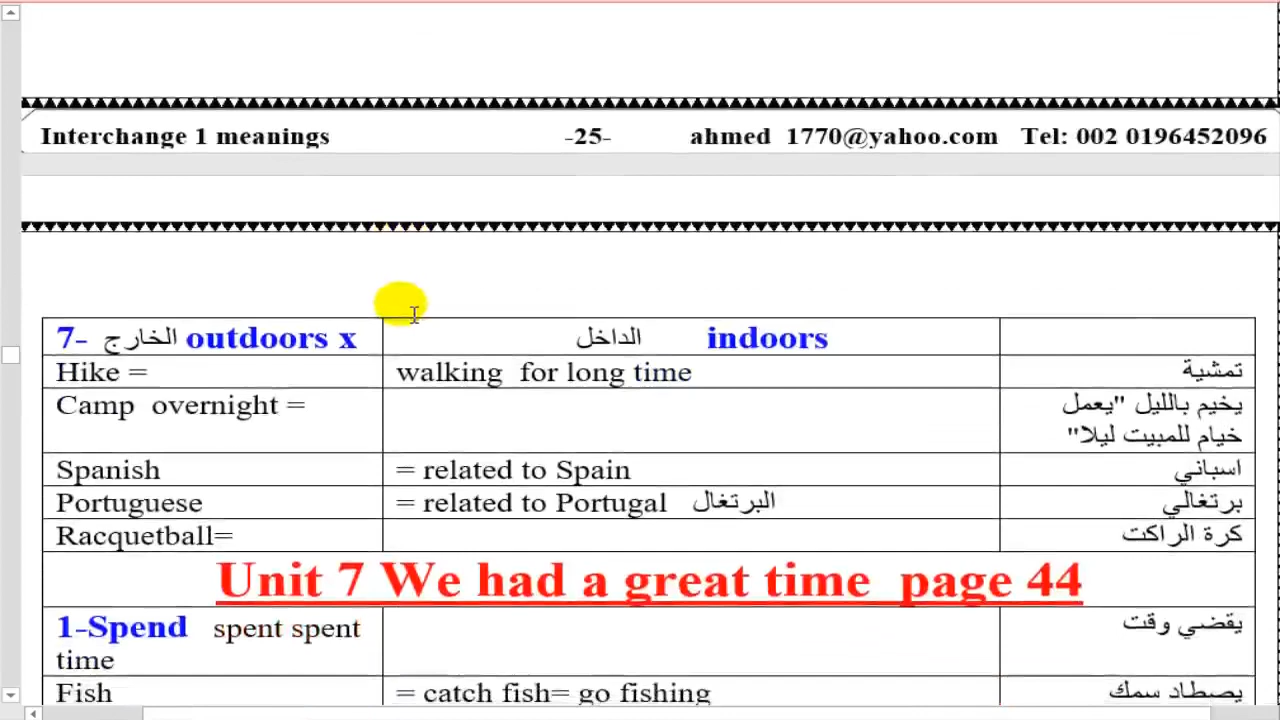 Interchange 1 meanings -25- ahmed 1770@yahoo.com Tel: 002 0196452096
7- الخارج outdoors x الداخل indoors
Hike = walking for long time تمشية
Camp overnight = يخيم بالليل "يعمل
خيام للمبيت ليلا"
Spanish = related to Spain اسباني
Portuguese = related to Portugal البرتغال برتغالي
Racquetball= كرة الراكت
Unit 7 We had a great time page 44
1-Spend spent spent يقضي وقت
time
Fish = catch fish= go fishing يصطاد سمك